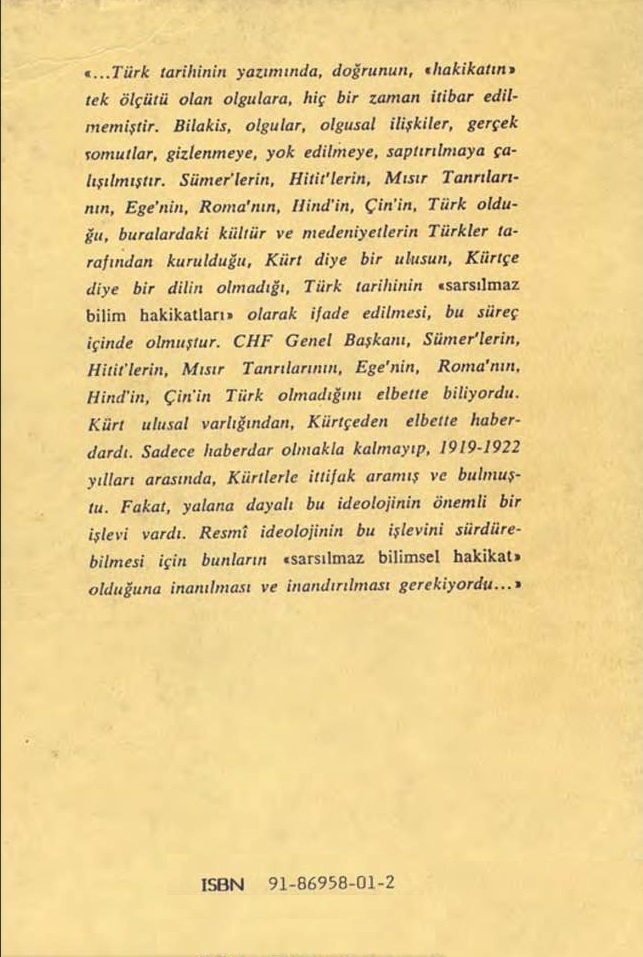 «...Türk tarihinin yazımında, doğrunun, «hakikatın»
tek ölçütü olan olgulara, hiç bir zaman itibar edil-
memiştir. Bilakis, olgular, olgusal ilişkiler, gerçek
somutlar, gizlenmeye, yok edilmeye, saptırılmaya ça-
lışılmıştır. Sümer'lerin, Hitit'lerin, Mısır Tanrıları-
nın, Ege'nin, Roma'nın, Hind'in, Çin'in, Türk oldu-
ğu, buralardaki kültür ve medeniyetlerin Türkler ta-
rafından kurulduğu, Kürt diye bir ulusun, Kürtçe
diye bir dilin olmadığı, Türk tarihinin «sarsılmaz
bilim hakikatları» olarak ifade edilmesi, bu süreç
içinde olmuştur. CHF Genel Başkanı, Sümer'lerin,
Hitit'lerin, Mısır Tanrılarının, Ege'nin, Roma'nın,
Hind'in, Çin'in Türk olmadığını elbette biliyordu.
Kürt ulusal varlığından, Kürtçeden elbette haber-
dardı. Sadece haberdar olmakla kalmayıp, 1919-1922
yılları arasında, Kürtlerle ittifak aramış ve bulmuş-
tu. Fakat, yalana dayalı bu ideolojinin önemli bir
işlevi vardı. Resmî ideolojinin bu işlevini sürdüre-
bilmesi için bunların «sarsılmaz bilimsel hakikat»
olduğuna inanılması ve inandırılması gerekiyordu...»
ISBN 91-86958-01-2